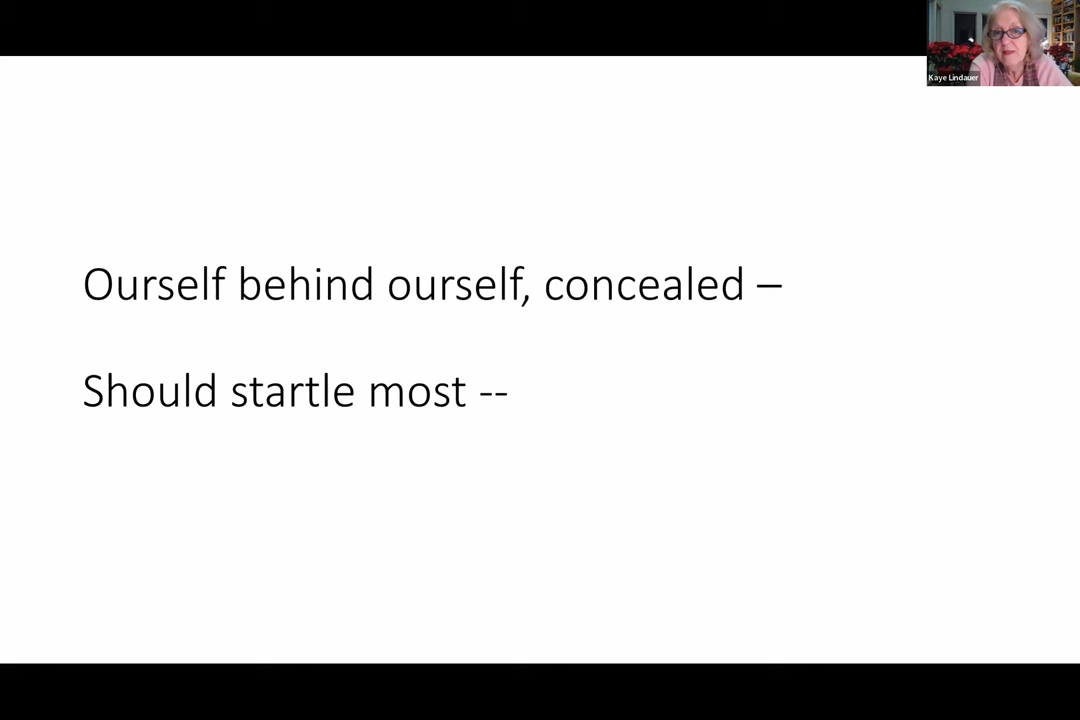 Kaye Lindauer
Ourself behind ourself, concealed –
Should startle most --